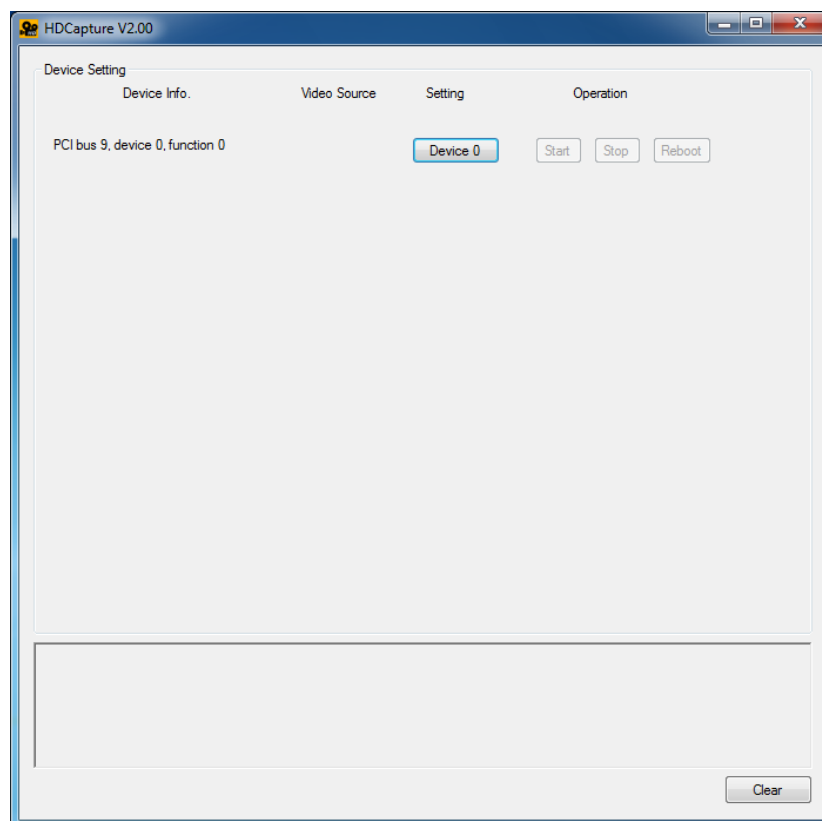 HDCapture V2.00
Device Setting
Device Info. Video Source Setting Operation
PCI bus 9, device 0, function 0 Device 0 Start Stop Reboot
Clear